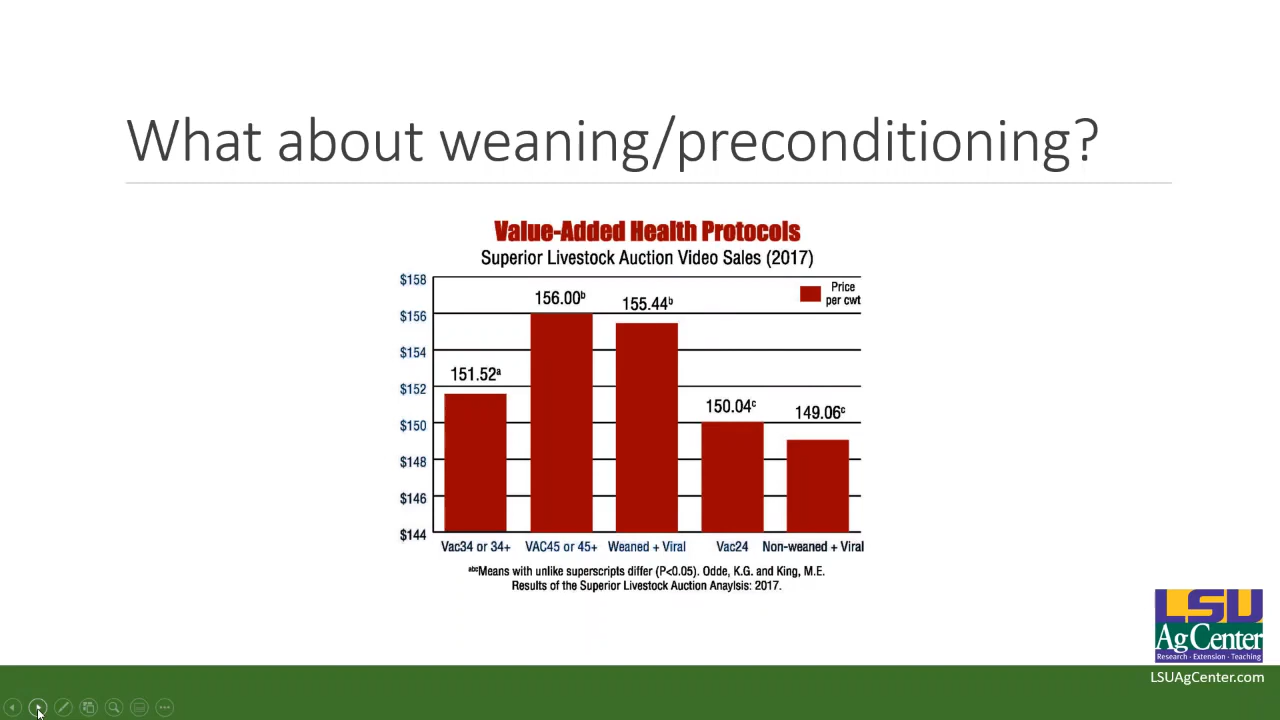 What about weaning/preconditioning?
Value-Added Health Protocols
Superior Livestock Auction Video Sales (2017)
Price
per cwt
$158
$156
$154
$152
$150
$148
$146
$144
151.52ᵃ
156.00ᵇ
155.44ᵇ
150.04ᶜ
149.06ᶜ
Vac34 or 34+ VAC45 or 45+ Weaned + Viral Vac24 Non-weaned + Viral
ᵃᵇᶜMeans with unlike superscripts differ (P<0.05). Odde, K.G. and King, M.E.
Results of the Superior Livestock Auction Anaylsis: 2017.
LSU
AgCenter
Research · Extension · Teaching
LSUAgCenter.com